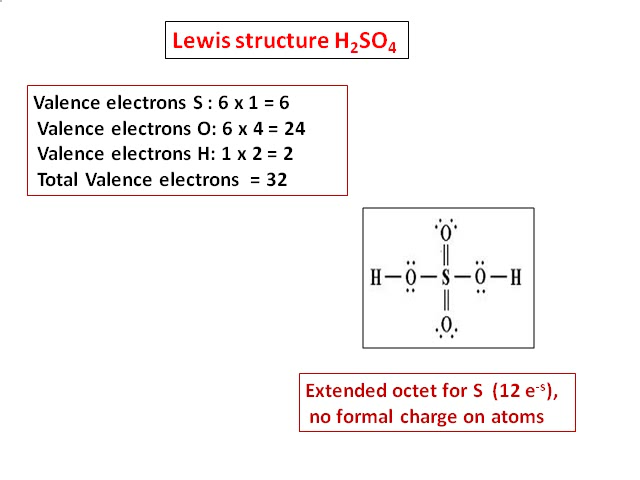 Lewis structure H₂SO₄
Valence electrons S : 6 x 1 = 6
Valence electrons O: 6 x 4 = 24
Valence electrons H: 1 x 2 = 2
Total Valence electrons = 32
O
H—O—S—O—H
O
Extended octet for S (12 e⁻ˢ),
no formal charge on atoms